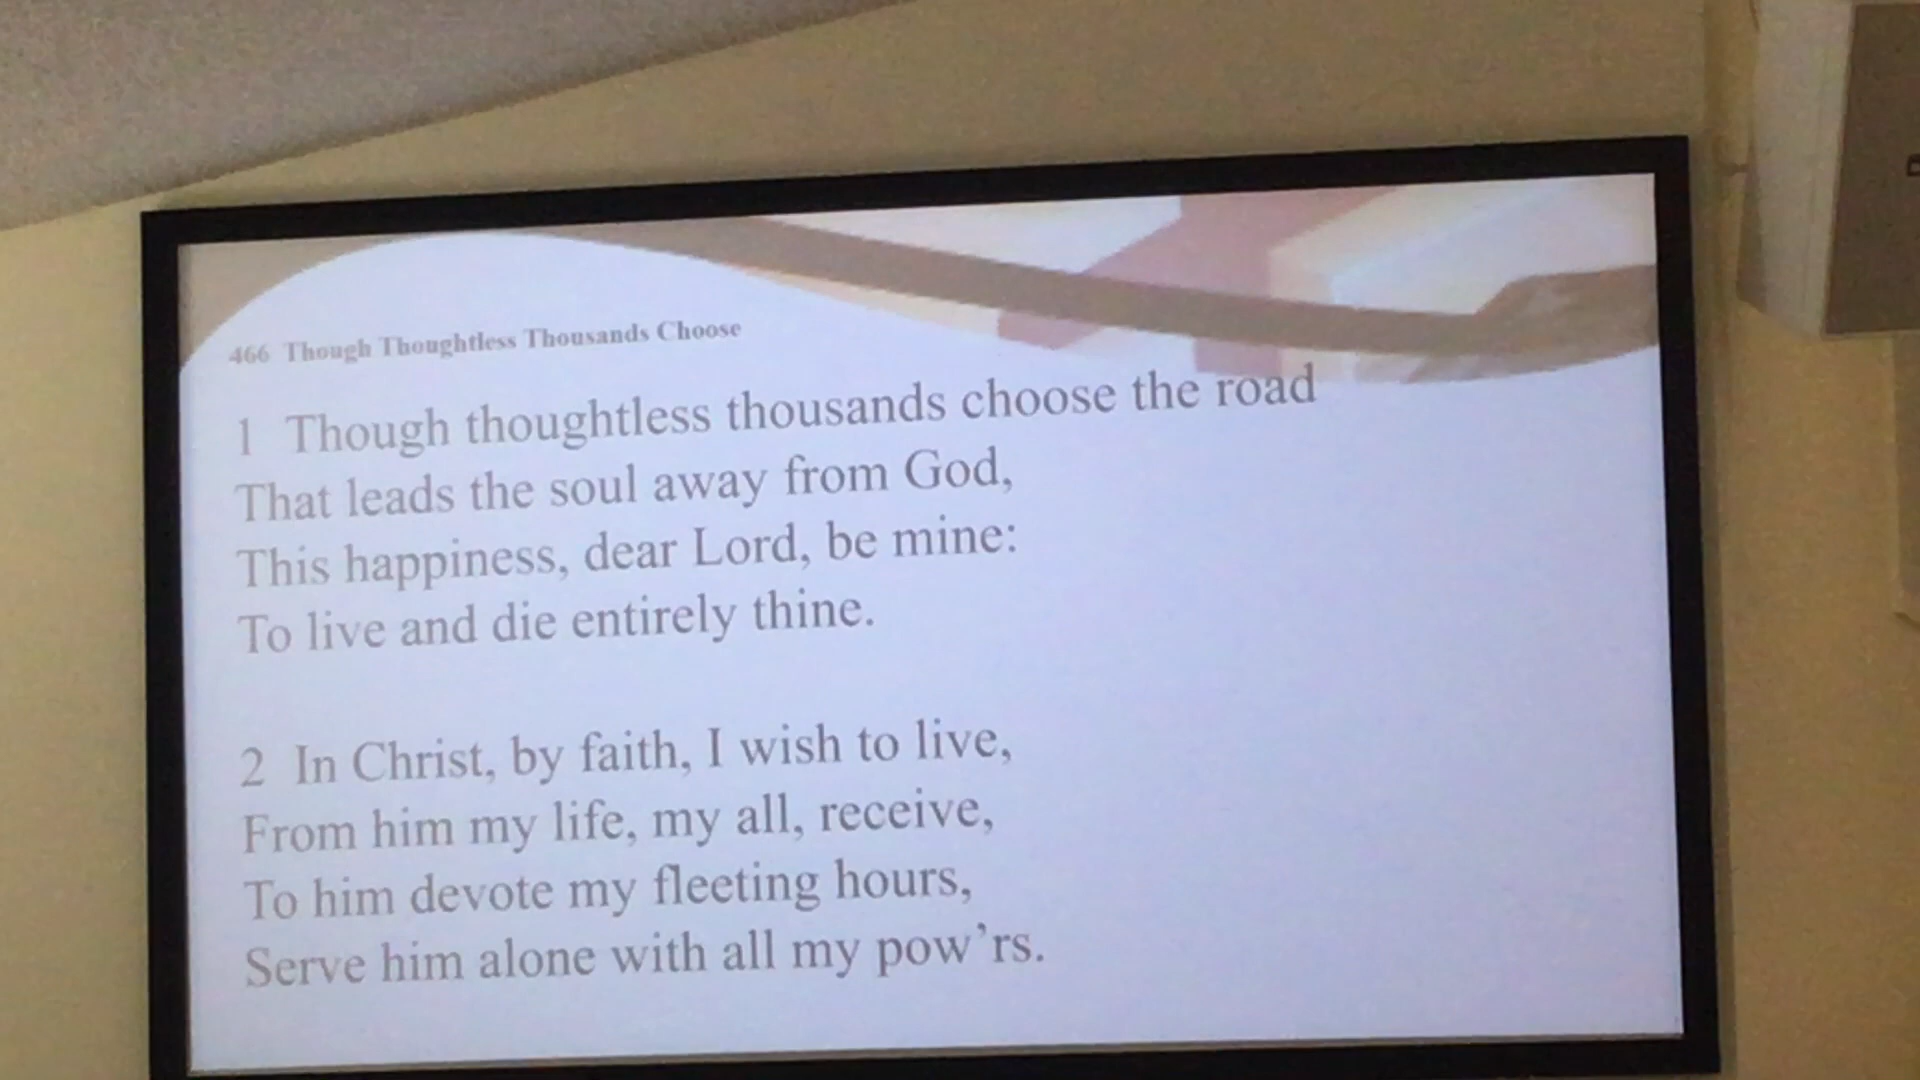 466 Though Thoughtless Thousands Choose
1 Though thoughtless thousands choose the road
That leads the soul away from God,
This happiness, dear Lord, be mine:
To live and die entirely thine.
2 In Christ, by faith, I wish to live,
From him my life, my all, receive,
To him devote my fleeting hours,
Serve him alone with all my pow’rs.